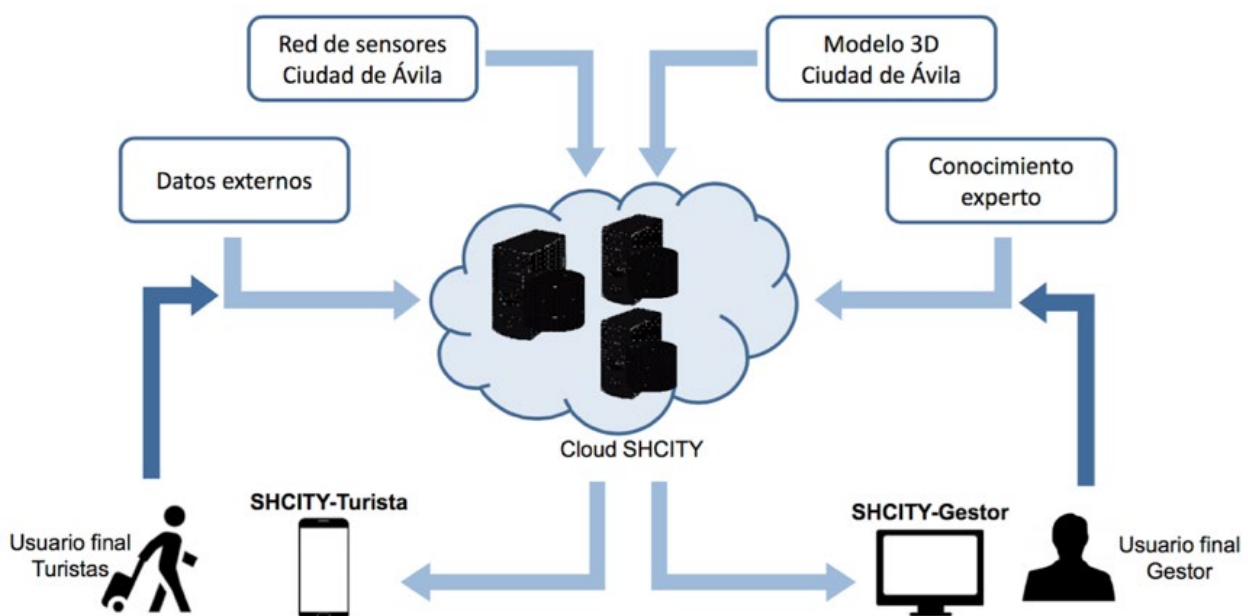 Red de sensores
Ciudad de Ávila
Modelo 3D
Ciudad de Ávila
Datos externos
Conocimiento
experto
Cloud SHCITY
SHCITY-Turista
SHCITY-Gestor
Usuario final
Turistas
Usuario final
Gestor